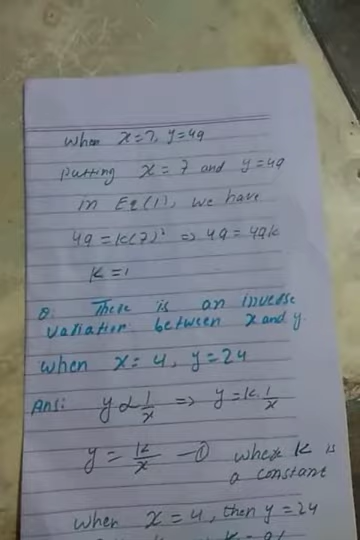 When x=7, y=49
Putting x=7 and y=49
in Eq(1), we have
49=K(7)² => 49=49K
K=1
Q. There is an inverse
variation between x and y.
when x=4, y=24
Ans: y ∝ 1/x => y=K.1/x
y = K/x —① where K is
a constant
When x=4, then y=24